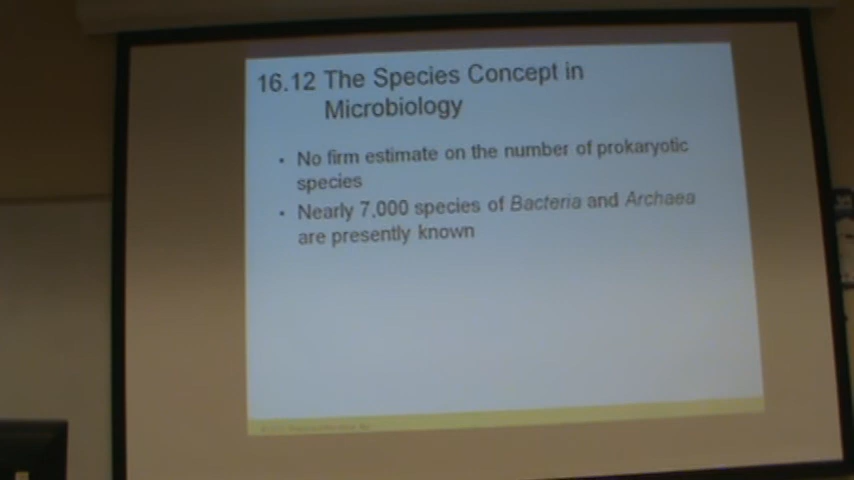 16.12 The Species Concept in
Microbiology
• No firm estimate on the number of prokaryotic
species
• Nearly 7,000 species of Bacteria and Archaea
are presently known